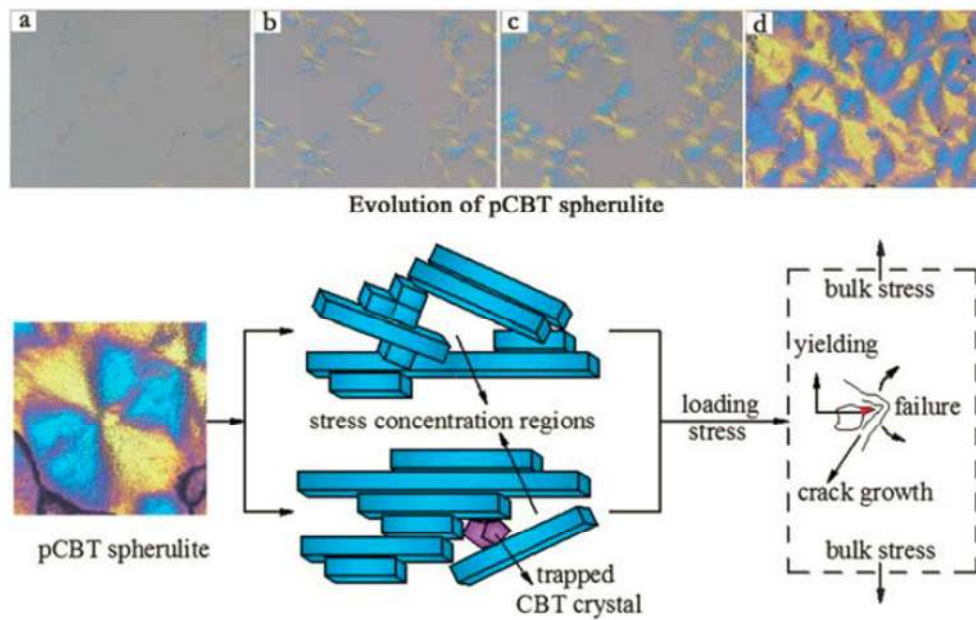 a
b
c
d
Evolution of pCBT spherulite
bulk stress
yielding
stress concentration regions
loading
stress
failure
crack growth
pCBT spherulite
bulk stress
trapped
CBT crystal